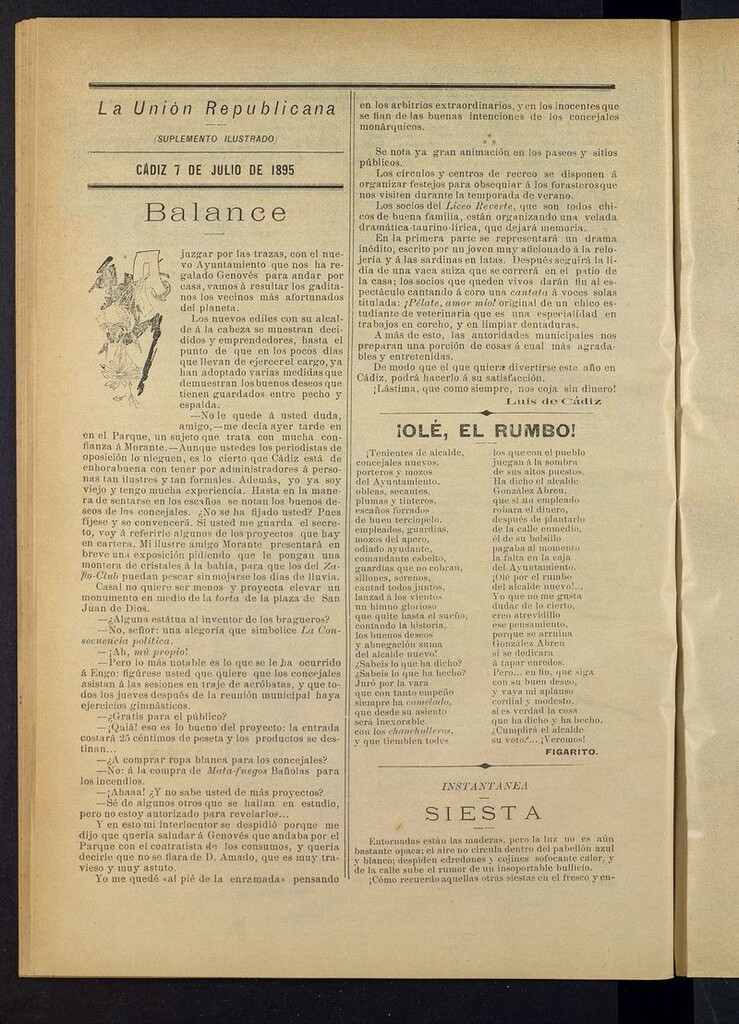 La Unión Republicana
(SUPLEMENTO ILUSTRADO)
CÁDIZ 7 DE JULIO DE 1895
Balance
juzgar por las trazas, con el nue-
vo Ayuntamiento que nos ha re-
galado Genovés para andar por
casa, vamos á resultar los gadita-
nos los vecinos más afortunados
del planeta.
Los nuevos ediles con su alcal-
de á la cabeza se muestran deci-
didos y emprendedores, hasta el
punto de que en los pocos dias
que llevan de ejercer el cargo, ya
han adoptado varias medidas que
demuestran los buenos deseos que
tienen guardados entre pecho y
espalda.
—No le quede á usted duda,
amigo,—me decía ayer tarde en
en el Parque, un sujeto que trata con mucha con-
fianza á Morante.—Aunque ustedes los periodistas de
oposición lo nieguen, es lo cierto que Cádiz está de
enhorabuena con tener por administradores á perso-
nas tan ilustres y tan formales. Además, yo ya soy
viejo y tengo mucha experiencia. Hasta en la mane-
ra de sentarse en los escaños se notan los buenos de-
seos de los concejales. ¿No se ha fijado usted? Pues
fíjese y se convencerá. Si usted me guarda el secre-
to, voy á referirle algunos de los proyectos que hay
en cartera. Mi ilustre amigo Morante presentará en
breve una exposición pidiendo que le pongan una
montera de cristales á la bahía, para que los del Za-
fio-Club puedan pescar sin mojarse los dias de lluvia.
Casal no quiere ser menos y proyecta elevar un
monumento en medio de la torta de la plaza de San
Juan de Dios.
—¿Alguna estátua al inventor de los bragueros?
—No, señor: una alegoría que simbolice La Con-
secuencia política.
—¡Ah, mú propio!
—Pero lo más notable es lo que se le ha ocurrido
á Engo: figúrese usted que quiere que los concejales
asistan á las sesiones en traje de acróbatas, y que to-
dos los jueves después de la reunión municipal haya
ejercicios gimnásticos.
—¿Gratis para el público?
—¡Quiá! eso es lo bueno del proyecto: la entrada
costará 25 céntimos de peseta y los productos se des-
tinan...
—¿A comprar ropa blanca para los concejales?
—No: á la compra de Mata-fuegos Bañolas para
los incendios.
—¡Ahaaa! ¿Y no sabe usted de más proyectos?
—Sé de algunos otros que se hallan en estudio,
pero no estoy autorizado para revelarlos...
Y en esto mi interlocutor se despidió porque me
dijo que quería saludar á Genovés que andaba por el
Parque con el contratista de los consumos, y quería
decirle que no se fiara de D. Amado, que es muy tra-
vieso y muy astuto.
Yo me quedé «al pié de la enramada» pensando
en los arbitrios extraordinarios, y en los inocentes que
se fian de las buenas intenciones de los concejales
monárquicos.
* * *
Se nota ya gran animación en los paseos y sitios
públicos.
Los círculos y centros de recreo se disponen á
organizar festejos para obsequiar á los forasteros que
nos visiten durante la temporada de verano.
Los socios del Liceo Reverte, que son todos chi-
cos de buena familia, están organizando una velada
dramática-taurino-lírica, que dejará memoria.
En la primera parte se representará un drama
inédito, escrito por un joven muy aficionado á la relo-
jería y á las sardinas en latas. Después seguirá la li-
dia de una vaca suiza que se correrá en el patio de
la casa; los socios que queden vivos darán fin al es-
pectáculo cantando á coro una cantata á voces solas
titulada: ¡Pélate, amor mio! original de un chico es-
tudiante de veterinaria que es una especialidad en
trabajos en corcho, y en limpiar dentaduras.
A más de esto, las autoridades municipales nos
preparan una porción de cosas á cual más agrada-
bles y entretenidas.
De modo que el que quiera divertirse este año en
Cádiz, podrá hacerlo á su satisfacción.
¡Lástima, que como siempre, nos coja sin dinero!
Luis de Cádiz
¡OLÉ, EL RUMBO!
¡Tenientes de alcalde,
concejales nuevos,
porteros y mozos
del Ayuntamiento,
obleas, secantes,
plumas y tinteros,
escaños forrados
de buen terciopelo,
empleados, guardias,
mozos del apero,
odiado ayudante,
comandante esbelto,
guardias que no cobran,
sillones, serenos,
cantad todos juntos,
lanzad á los vientos
un himno glorioso
que quite hasta el sueño,
contando la historia,
los buenos deseos
y abnegación suma
del alcalde nuevo!
¿Sabeis lo que ha dicho?
¿Sabeis lo que ha hecho?
Juró por la vara
que con tanto empeño
siempre ha camelado,
que desde su asiento
será inexorable
con los chanchulleros,
y que tiemblen todos
los que con el pueblo
juegan á la sombra
de sus altos puestos.
Ha dicho el alcalde
González Abreu,
que si un empleado
robara el dinero,
después de plantarlo
de la calle enmedio,
él de su bolsillo
pagaba al momento
la falta en la caja
del Ayuntamiento.
¡Olé por el rumbo
del alcalde nuevo!...
Yo que no me gusta
dudar de lo cierto,
creo atrevidillo
ese pensamiento,
porque se arruina
González Abreu
si se dedicara
á tapar enredos.
Pero... en fin, que siga
con su buen deseo,
y vaya mi aplauso
cordial y modesto,
si es verdad la cosa
que ha dicho y ha hecho.
¿Cumplirá el alcalde
su voto?... ¡Veremos!
FIGARITO.
INSTANTANEA
SIESTA
Entornadas están las maderas, pero la luz no es aún
bastante opaca; el aire no circula dentro del pabellón azul
y blanco; despiden edredones y cojines sofocante calor, y
de la calle sube el rumor de un insoportable bullicio.
¡Cómo recuerdo aquellas otras siestas en el fresco y en-